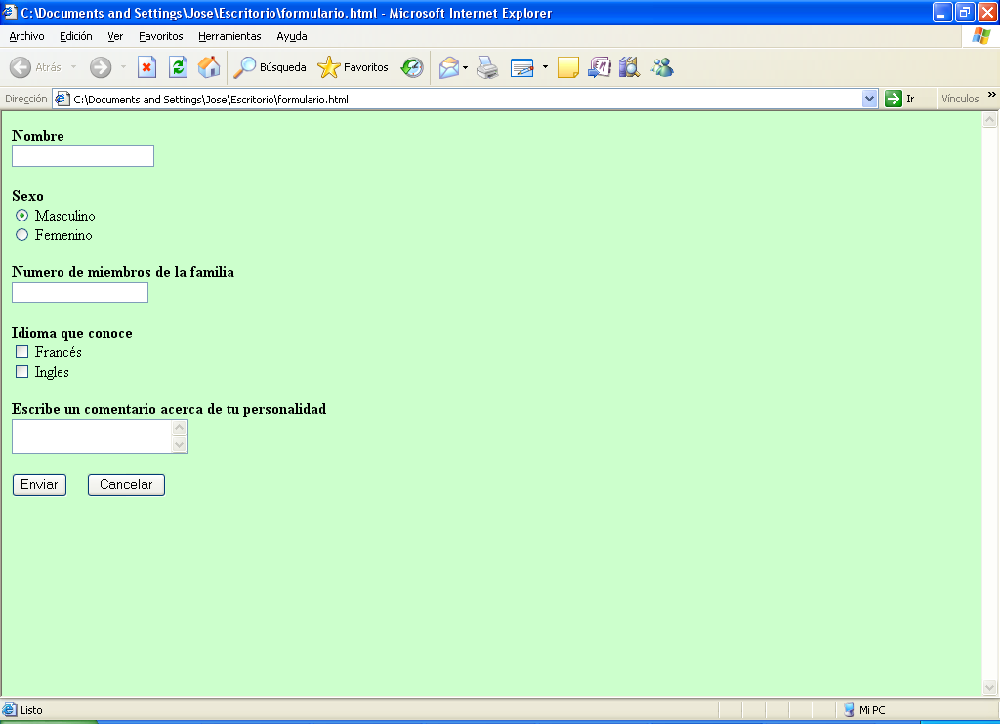 C:\Documents and Settings\Jose\Escritorio\formulario.html - Microsoft Internet Explorer
Archivo Edición Ver Favoritos Herramientas Ayuda
Atrás Búsqueda Favoritos
Dirección C:\Documents and Settings\Jose\Escritorio\formulario.html Ir Vínculos »
Nombre
Sexo
Masculino
Femenino
Numero de miembros de la familia
Idioma que conoce
Francés
Ingles
Escribe un comentario acerca de tu personalidad
Enviar Cancelar
Listo Mi PC